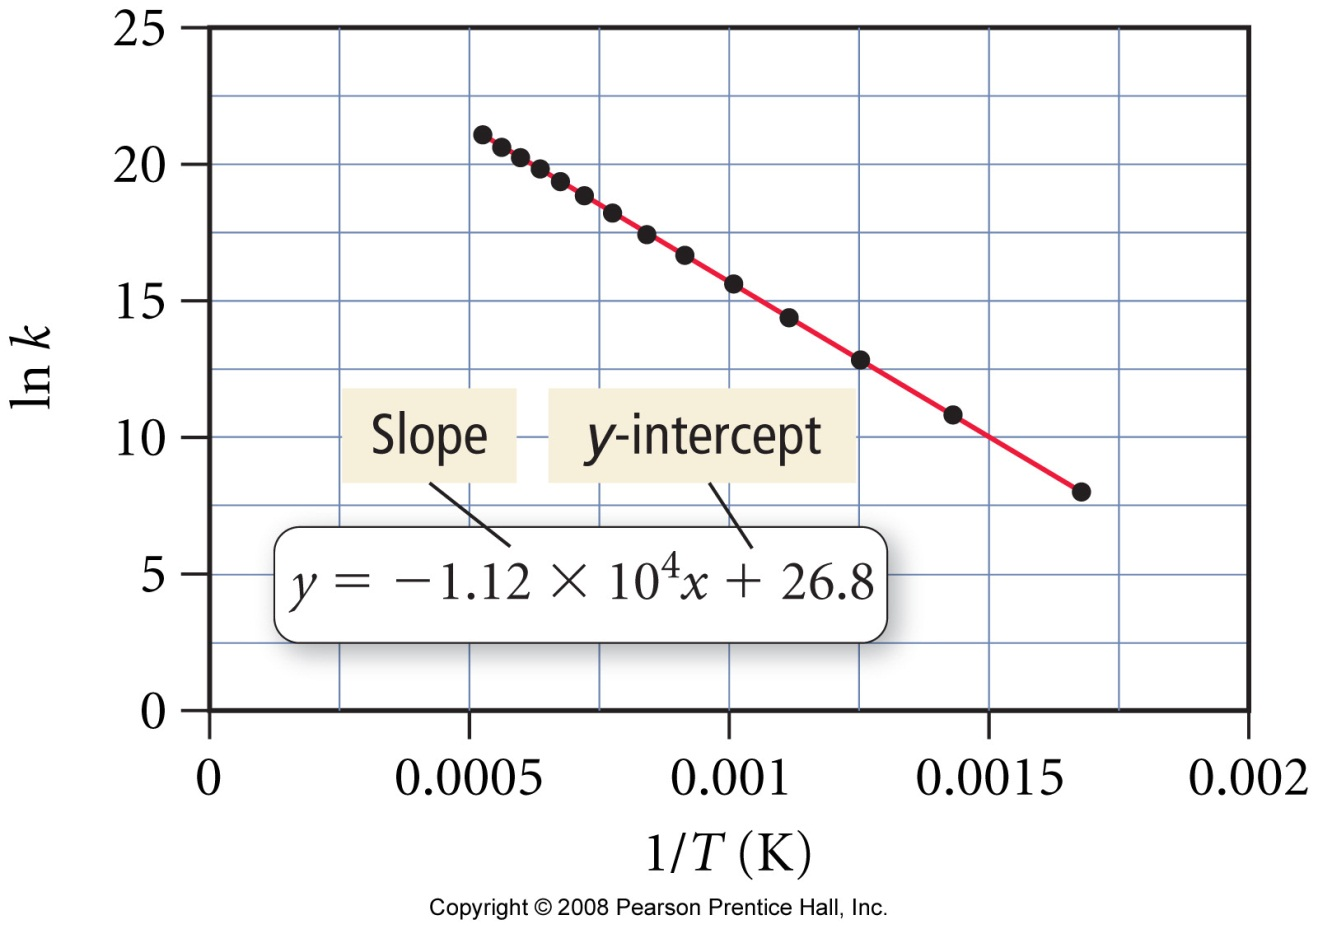 25
20
15
10
5
0
ln k
Slope
y-intercept
y = −1.12 × 10⁴x + 26.8
0 0.0005 0.001 0.0015 0.002
1/T (K)
Copyright © 2008 Pearson Prentice Hall, Inc.